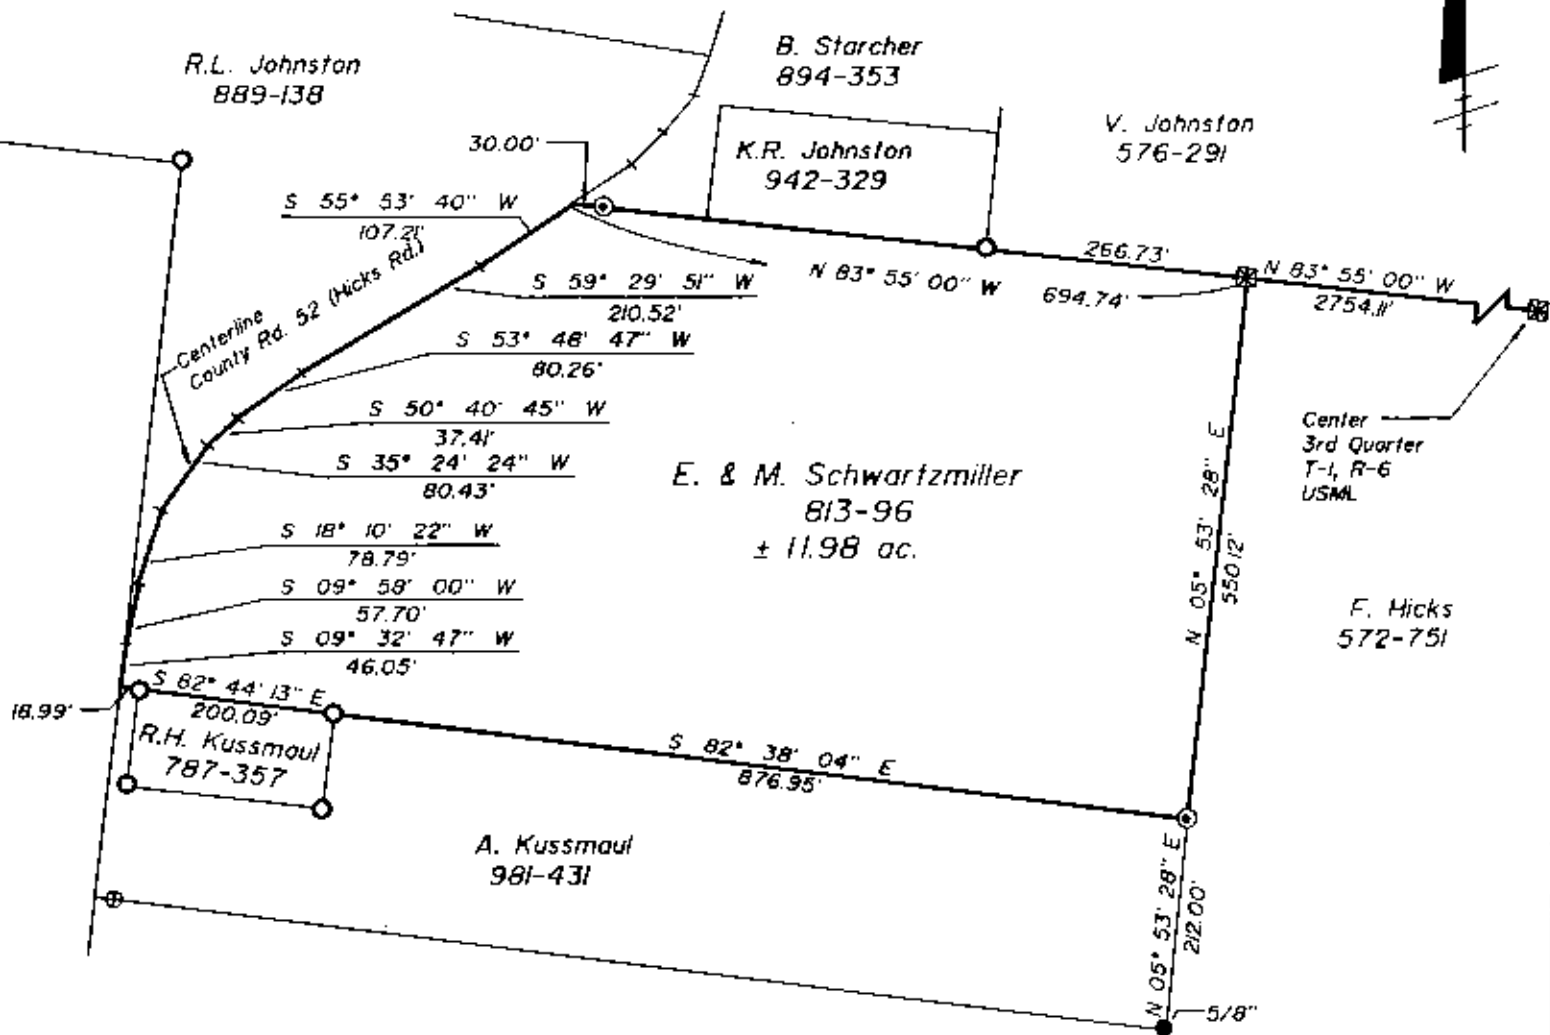 R.L. Johnston
889-138
B. Starcher
894-353
V. Johnston
576-291
K.R. Johnston
942-329
30.00'
S 55° 53' 40" W
107.21'
Centerline
County Rd. 52 (Hicks Rd.)
S 59° 29' 51" W
210.52'
N 83° 55' 00" W
694.74'
266.73'
N 83° 55' 00" W
2754.11'
S 53° 48' 47" W
80.26'
S 50° 40' 45" W
37.41'
S 35° 24' 24" W
80.43'
S 18° 10' 22" W
78.79'
S 09° 58' 00" W
57.70'
S 09° 32' 47" W
46.05'
E. & M. Schwartzmiller
813-96
± 11.98 ac.
Center
3rd Quarter
T-1, R-6
USML
N 05° 53' 28" E
550.12'
F. Hicks
572-751
18.99'
S 82° 44' 13" E
200.09'
R.H. Kussmaul
787-357
S 82° 38' 04" E
876.95'
A. Kussmaul
981-431
N 05° 53' 28" E
212.00'
5/8"